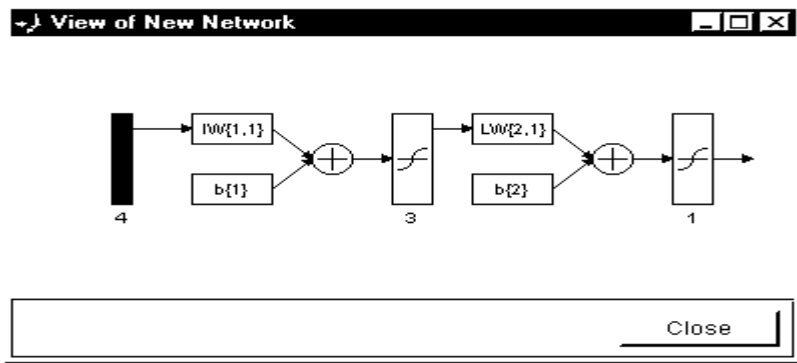 View of New Network
IW{1,1}
LW{2,1}
b{1}
b{2}
4
3
1
Close